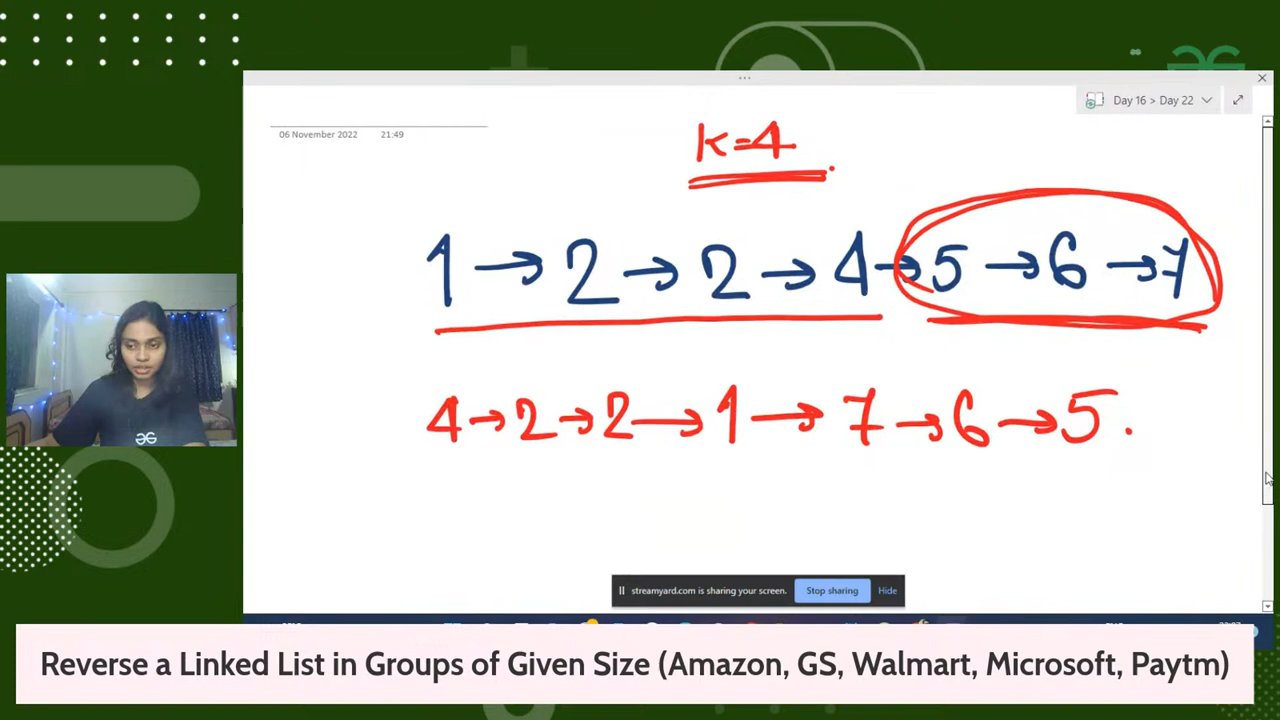 Day 16 > Day 22
06 November 2022 21:49
K=4
1 → 2 → 2 → 4 → 5 → 6 → 7
4 → 2 → 2 → 1 → 7 → 6 → 5.
streamyard.com is sharing your screen. Stop sharing Hide
Reverse a Linked List in Groups of Given Size (Amazon, GS, Walmart, Microsoft, Paytm)